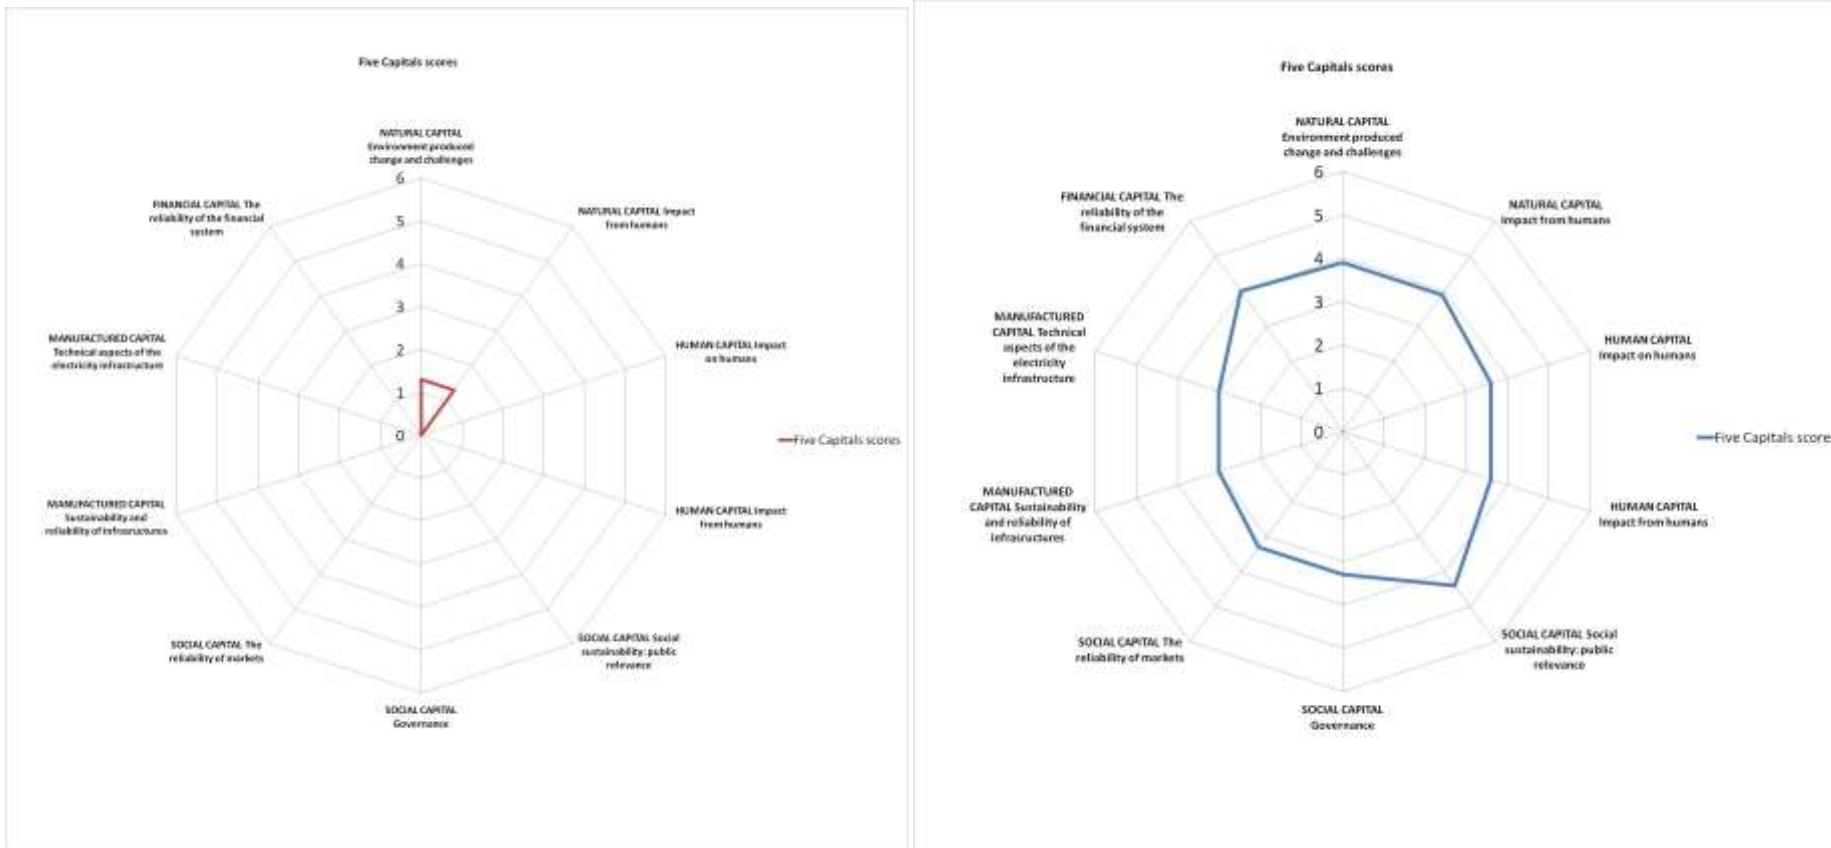 Five Capitals scores
NATURAL CAPITAL
Environment produced
change and challenges
6
5
4
3
2
1
0
NATURAL CAPITAL Impact
from humans
HUMAN CAPITAL Impact
on humans
HUMAN CAPITAL Impact
from humans
SOCIAL CAPITAL Social
sustainability: public
relevance
SOCIAL CAPITAL
Governance
SOCIAL CAPITAL The
reliability of markets
MANUFACTURED CAPITAL
Sustainability and
reliability of infrasructures
MANUFACTURED CAPITAL
Technical aspects of the
electricity infrastructure
FINANCIAL CAPITAL The
reliability of the financial
system
Five Capitals scores
Five Capitals scores
NATURAL CAPITAL
Environment produced
change and challenges
6
5
4
3
2
1
0
NATURAL CAPITAL
Impact from humans
HUMAN CAPITAL
Impact on humans
HUMAN CAPITAL
Impact from humans
SOCIAL CAPITAL Social
sustainability: public
relevance
SOCIAL CAPITAL
Governance
SOCIAL CAPITAL The
reliability of markets
MANUFACTURED
CAPITAL Sustainability
and reliability of
infrasructures
MANUFACTURED
CAPITAL Technical
aspects of the
electricity
infrastructure
FINANCIAL CAPITAL The
reliability of the
financial system
Five Capitals score